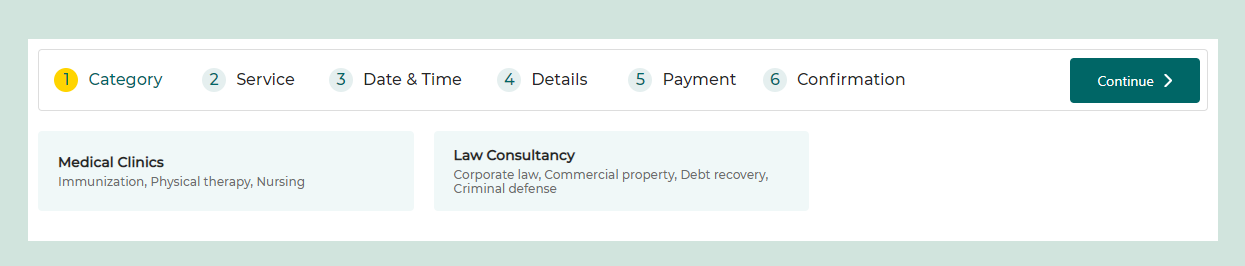 1 Category 2 Service 3 Date & Time 4 Details 5 Payment 6 Confirmation Continue
Medical Clinics
Immunization, Physical therapy, Nursing
Law Consultancy
Corporate law, Commercial property, Debt recovery,
Criminal defense